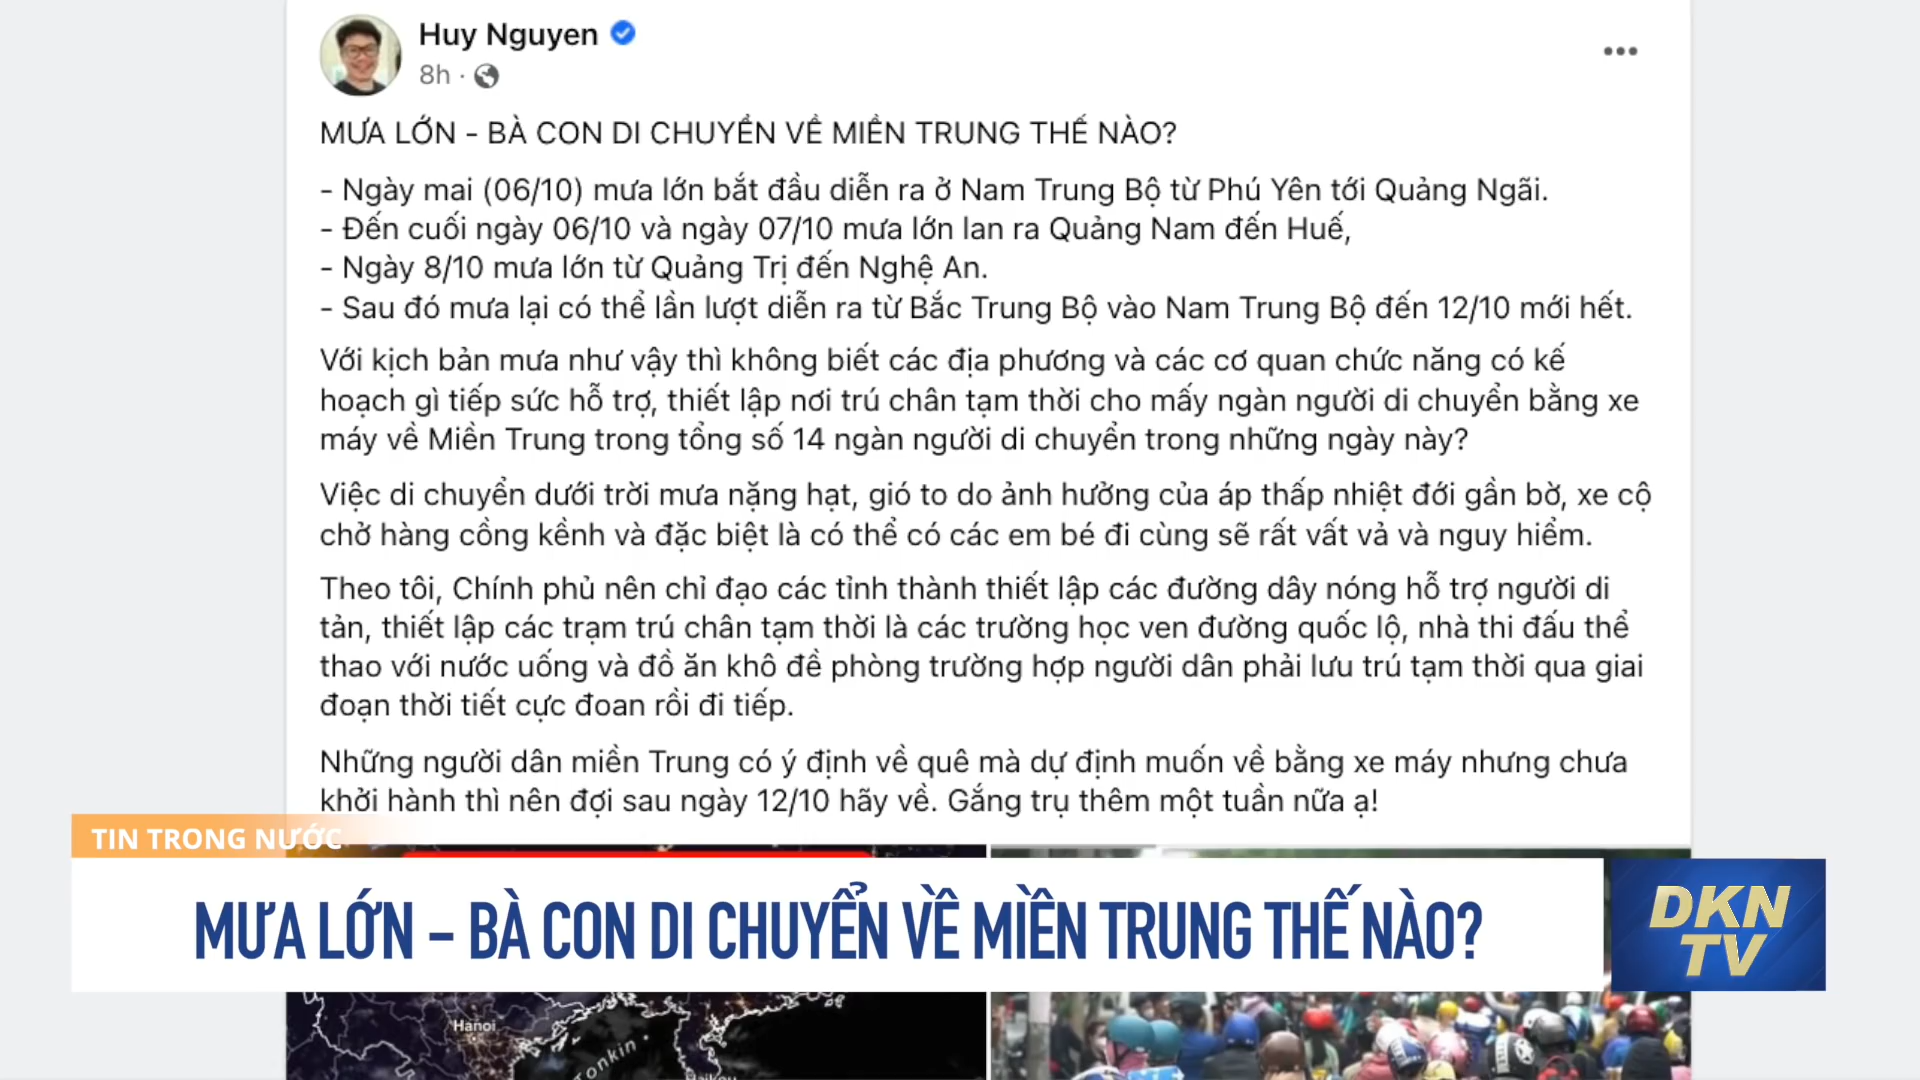 Huy Nguyen
8h ·
MƯA LỚN - BÀ CON DI CHUYỂN VỀ MIỀN TRUNG THẾ NÀO?
- Ngày mai (06/10) mưa lớn bắt đầu diễn ra ở Nam Trung Bộ từ Phú Yên tới Quảng Ngãi.
- Đến cuối ngày 06/10 và ngày 07/10 mưa lớn lan ra Quảng Nam đến Huế,
- Ngày 8/10 mưa lớn từ Quảng Trị đến Nghệ An.
- Sau đó mưa lại có thể lần lượt diễn ra từ Bắc Trung Bộ vào Nam Trung Bộ đến 12/10 mới hết.
Với kịch bản mưa như vậy thì không biết các địa phương và các cơ quan chức năng có kế
hoạch gì tiếp sức hỗ trợ, thiết lập nơi trú chân tạm thời cho mấy ngàn người di chuyển bằng xe
máy về Miền Trung trong tổng số 14 ngàn người di chuyển trong những ngày này?
Việc di chuyển dưới trời mưa nặng hạt, gió to do ảnh hưởng của áp thấp nhiệt đới gần bờ, xe cộ
chở hàng cồng kềnh và đặc biệt là có thể có các em bé đi cùng sẽ rất vất vả và nguy hiểm.
Theo tôi, Chính phủ nên chỉ đạo các tỉnh thành thiết lập các đường dây nóng hỗ trợ người di
tản, thiết lập các trạm trú chân tạm thời là các trường học ven đường quốc lộ, nhà thi đấu thể
thao với nước uống và đồ ăn khô đề phòng trường hợp người dân phải lưu trú tạm thời qua giai
đoạn thời tiết cực đoan rồi đi tiếp.
Những người dân miền Trung có ý định về quê mà dự định muốn về bằng xe máy nhưng chưa
khởi hành thì nên đợi sau ngày 12/10 hãy về. Gắng trụ thêm một tuần nữa ạ!
TIN TRONG NƯỚC
MƯA LỚN – BÀ CON DI CHUYỂN VỀ MIỀN TRUNG THẾ NÀO?
DKN
TV
Hanoi
Tonkin
Haikou